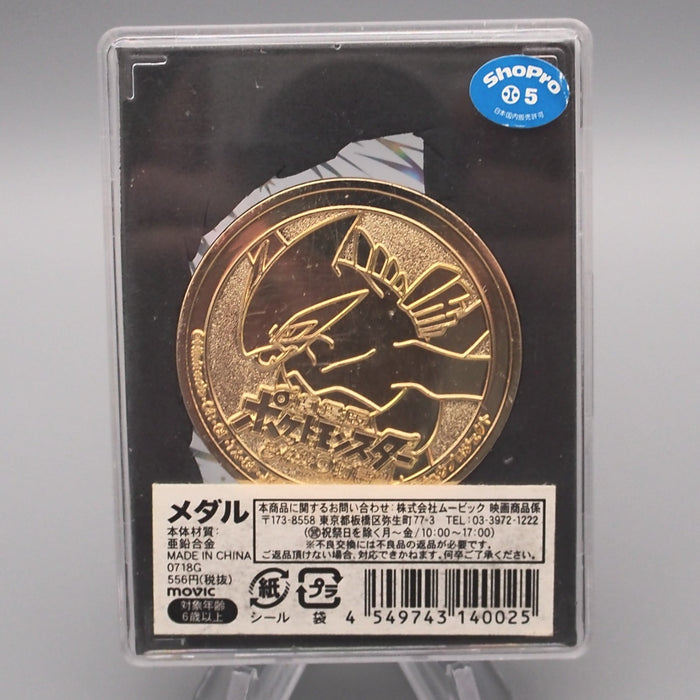 ShoPro
5
日本国内販売許可
ポケットモンスター
メダル
本体材質:
亜鉛合金
MADE IN CHINA
0718G
556円(税抜)
movic
対象年齢
6歳以上
本商品に関するお問い合わせ:株式会社ムービック 映画商品係
〒173-8558 東京都板橋区弥生町77-3 TEL:03-3972-1222
(㊗祝祭日を除く月～金/10:00～17:00)
※不良交換には不良品の返品が必要です。
ご返品頂けない場合、対応できかねます。何卒ご了承ください。
紙
シール
プラ
袋
4 549743 140025